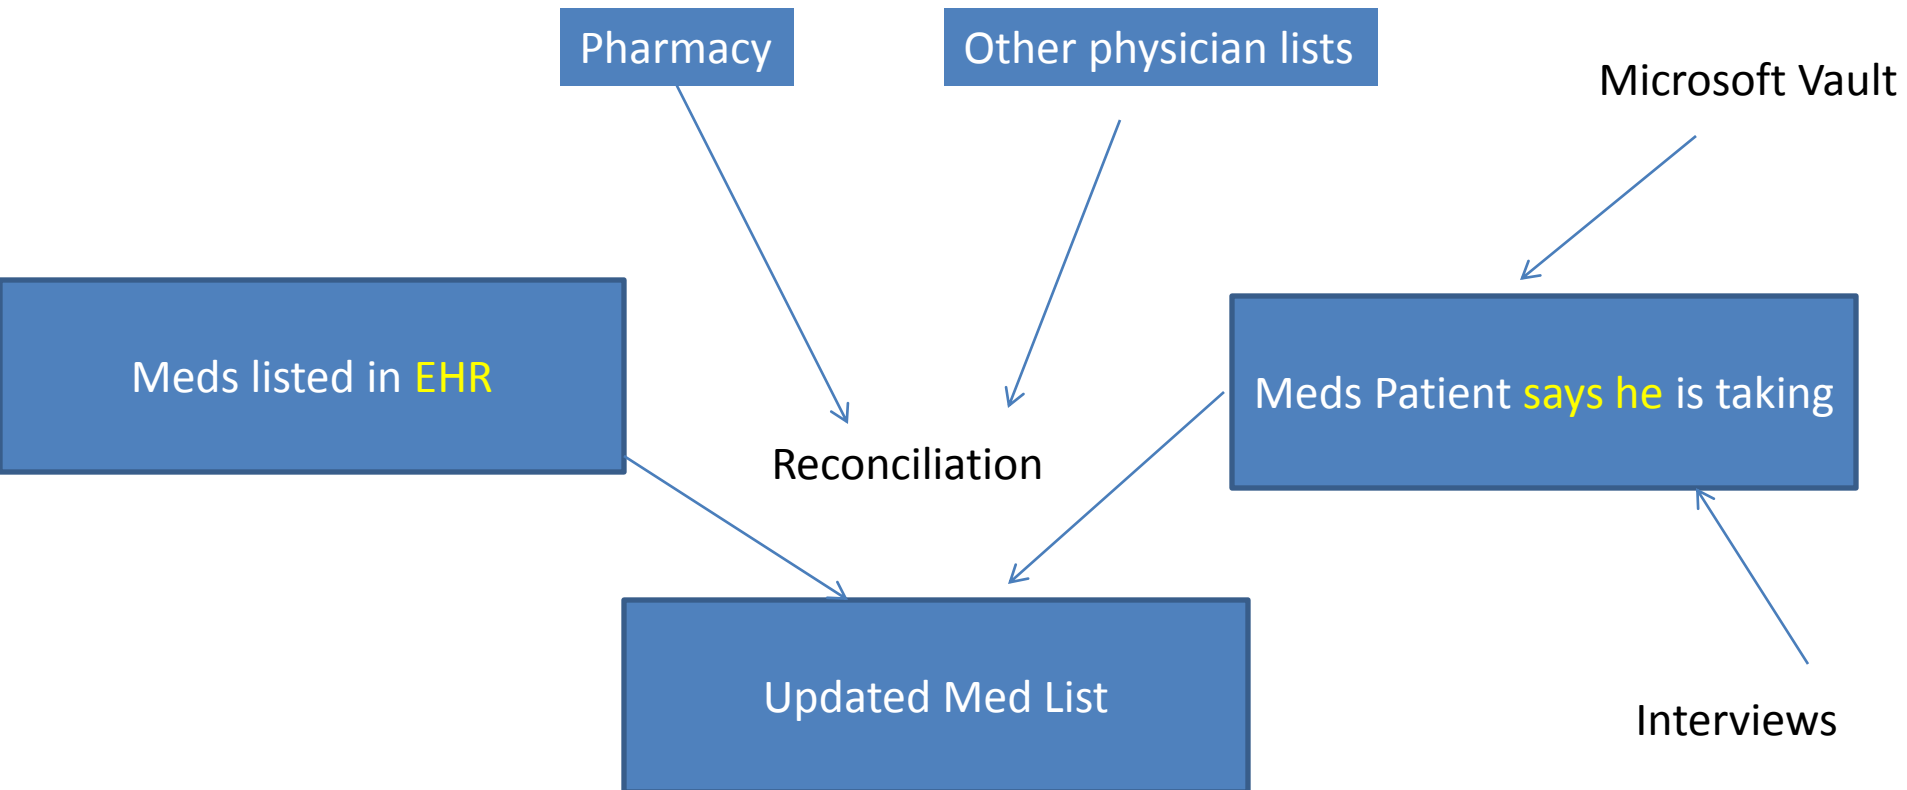 Pharmacy
Other physician lists
Microsoft Vault
Meds listed in EHR
Meds Patient says he is taking
Reconciliation
Updated Med List
Interviews